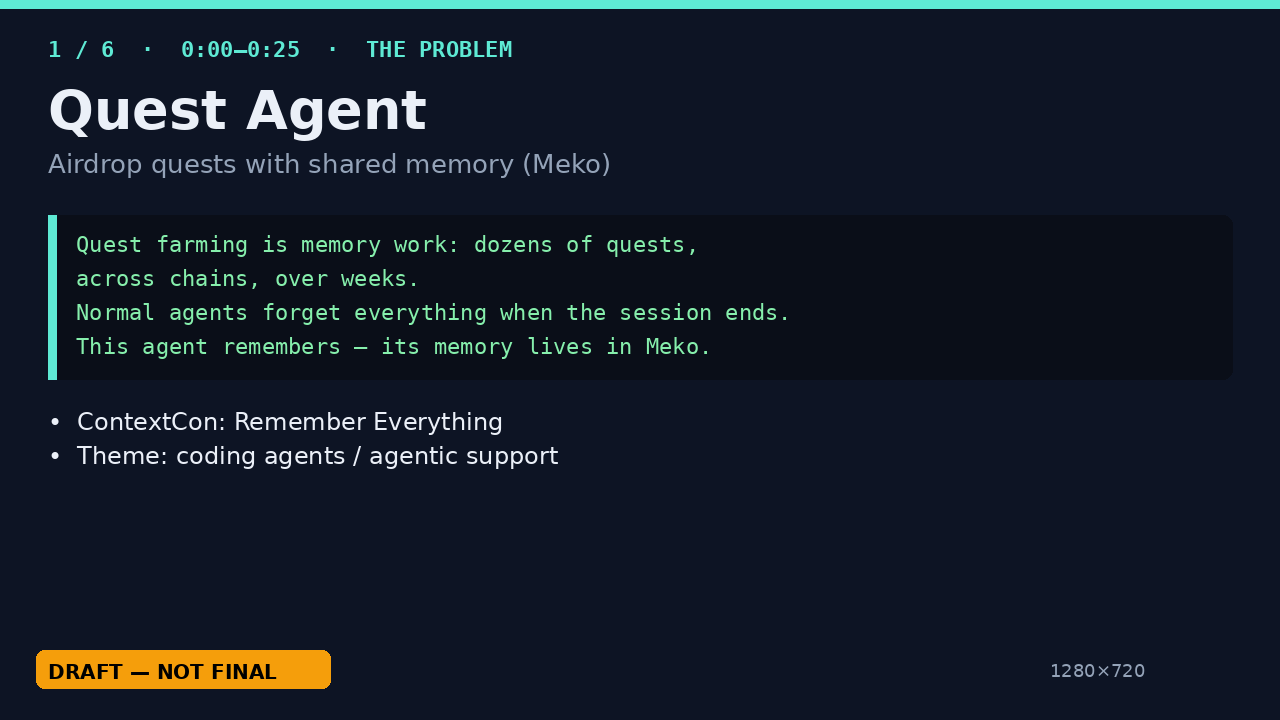 1 / 6 · 0:00–0:25 · THE PROBLEM
Quest Agent
Airdrop quests with shared memory (Meko)
Quest farming is memory work: dozens of quests,
across chains, over weeks.
Normal agents forget everything when the session ends.
This agent remembers — its memory lives in Meko.
• ContextCon: Remember Everything
• Theme: coding agents / agentic support
DRAFT — NOT FINAL
1280×720